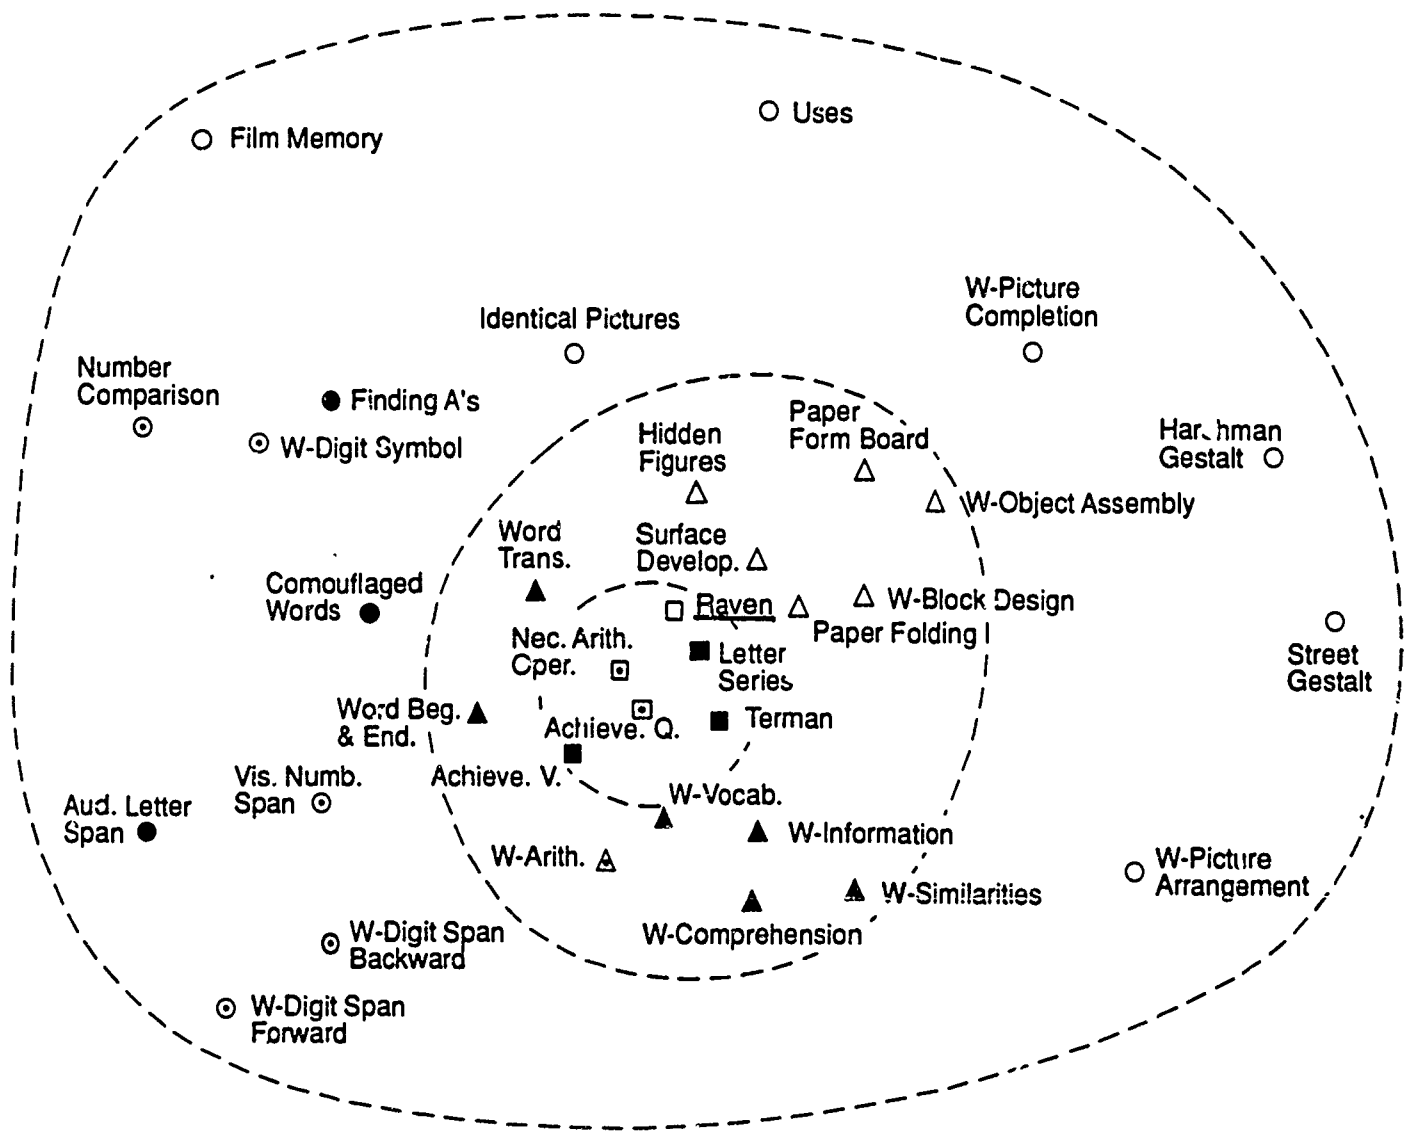 Uses
Film Memory
W-Picture
Completion
Identical Pictures
Number
Comparison
Finding A's
W-Digit Symbol
Paper
Form Board
Hidden
Figures
Gestalt
W-Object Assembly
Word
Trans.
Surface
Develop.
Comouflaged
Words
Raven
W-Block Design
Paper Folding
Nec. Arith.
Cper.
Letter
Series
Street
Gestalt
Word Beg.
& End.
Achieve. Q.
Terman
Achieve. V.
Vis. Numb.
Span
W-Vocab.
Aud. Letter
Span
W-Information
W-Arith.
W-Picture
Arrangement
W-Similarities
W-Comprehension
W-Digit Span
Backward
W-Digit Span
Forward